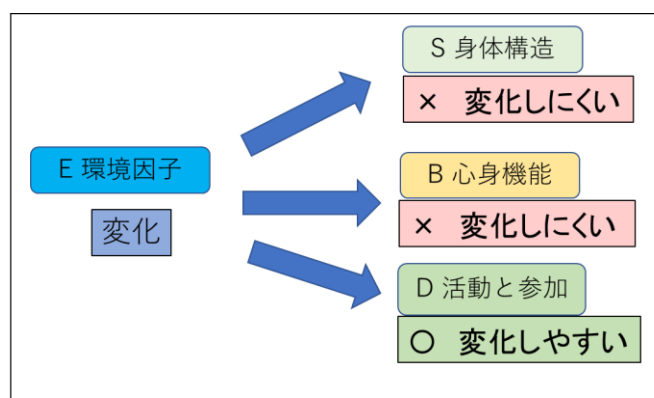 S 身体構造
× 変化しにくい
E 環境因子
変化
B 心身機能
× 変化しにくい
D 活動と参加
〇 変化しやすい